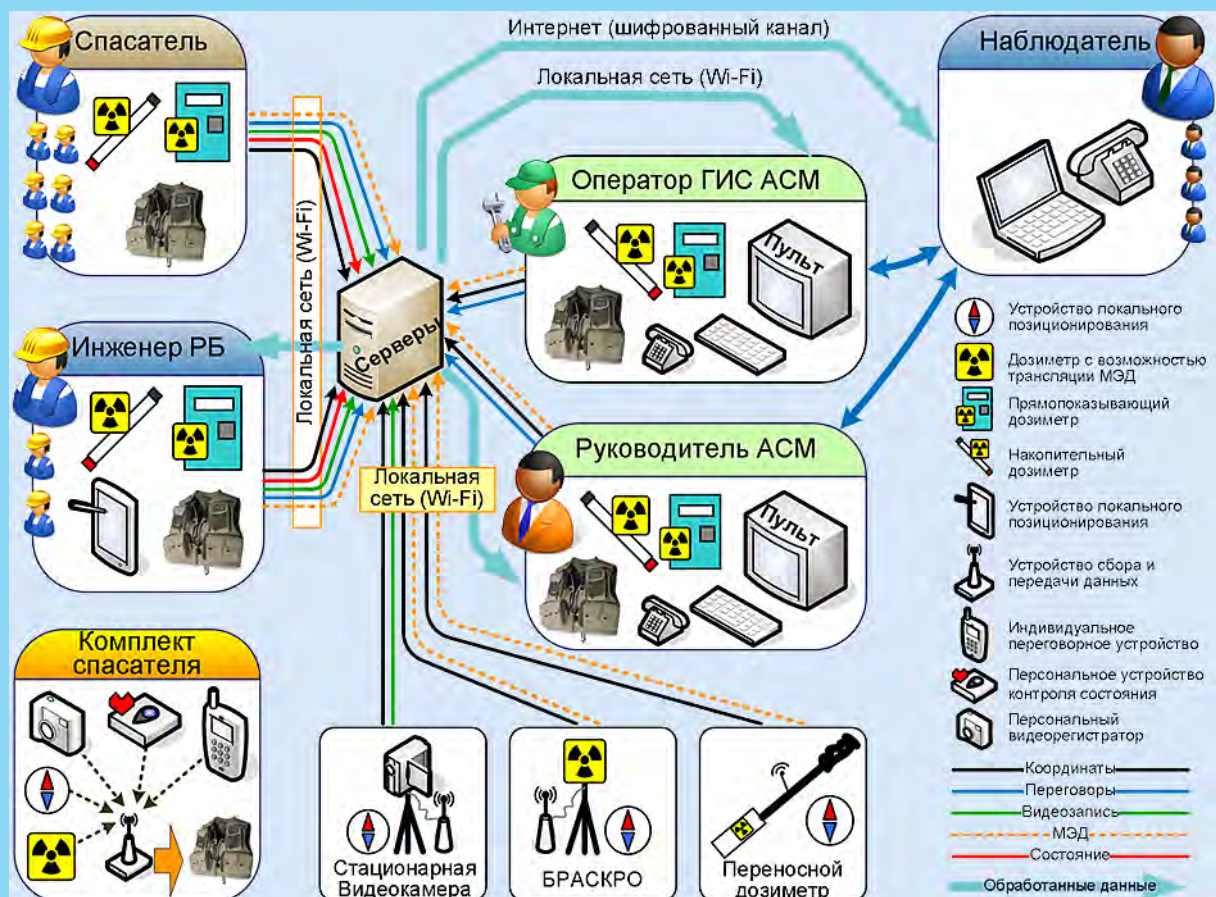 Спасатель
Интернет (шифрованный канал)
Локальная сеть (Wi-Fi)
Наблюдатель
Локальная сеть (Wi-Fi)
Оператор ГИС АСМ
Пульт
Серверы
Инженер РБ
Руководитель АСМ
Пульт
Локальная
сеть (Wi-Fi)
Комплект
спасателя
Стационарная
Видеокамера
БРАСКРО
Переносной
дозиметр
Устройство локального
позиционирования
Дозиметр с возможностью
трансляции МЭД
Прямопоказывающий
дозиметр
Накопительный
дозиметр
Устройство локального
позиционирования
Устройство сбора и
передачи данных
Индивидуальное
переговорное устройство
Персональное устройство
контроля состояния
Персональный
видеорегистратор
Координаты
Переговоры
Видеозапись
МЭД
Состояние
Обработанные данные